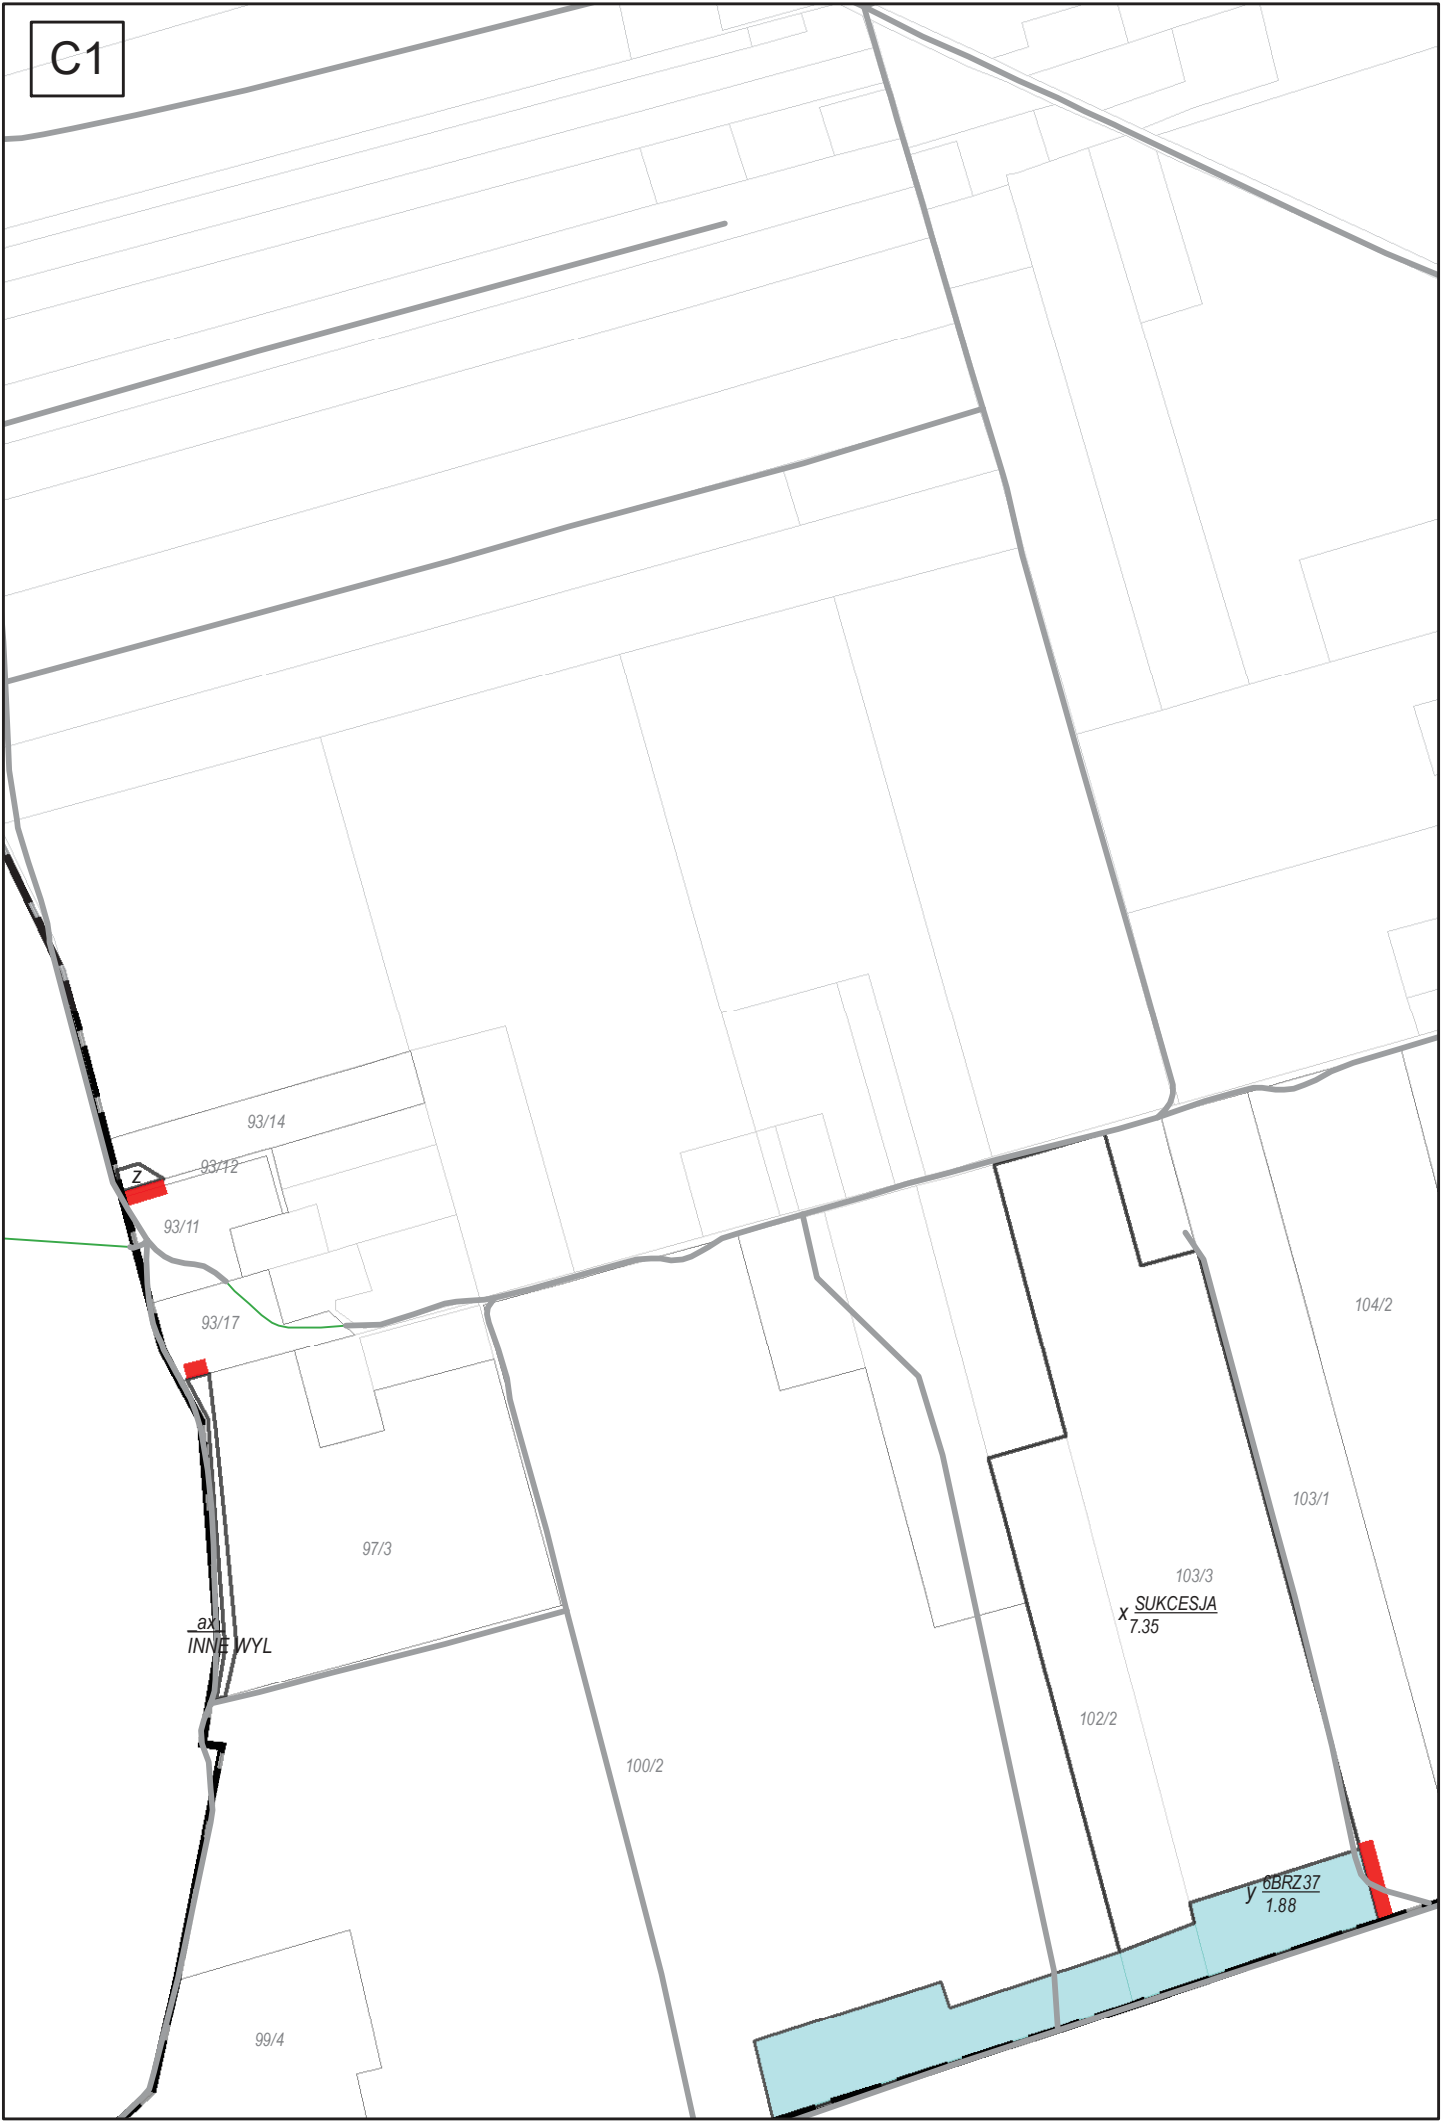 C1
93/14
93/12
z
93/11
93/17
104/2
103/1
97/3
103/3
x SUKCESJA
7.35
ax
INNE WYL
102/2
100/2
y 6BRZ37
1.88
99/4